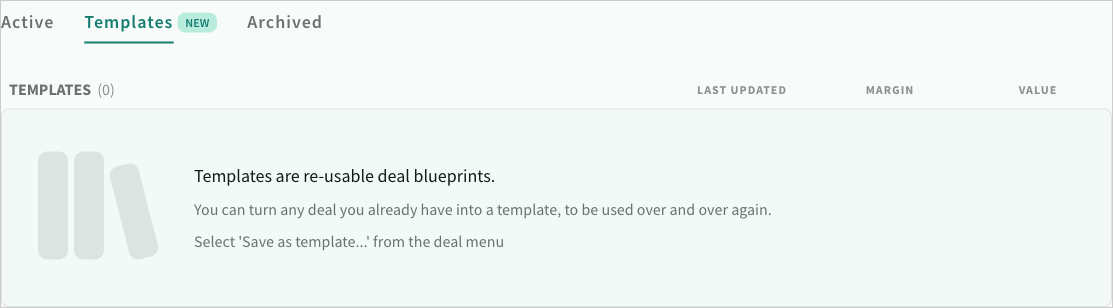 Active Templates NEW Archived
TEMPLATES (0) LAST UPDATED MARGIN VALUE
Templates are re-usable deal blueprints.
You can turn any deal you already have into a template, to be used over and over again.
Select 'Save as template...' from the deal menu